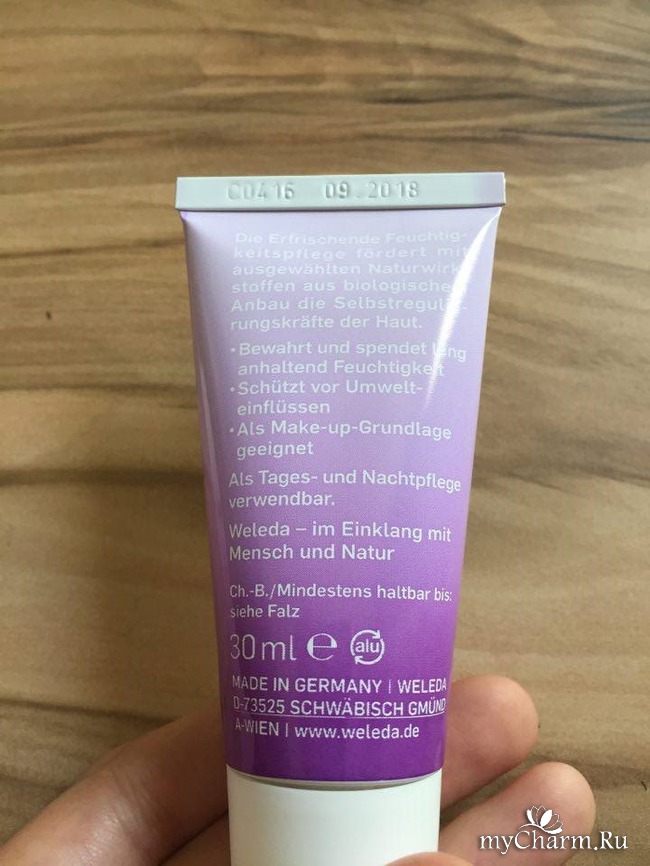 C0416 09.2018
Die Erfrischende Feuchtig-
keitspflege fördert mit
ausgewählten Naturwirk-
stoffen aus biologischem
Anbau die Selbstregulie-
rungskräfte der Haut.
• Bewahrt und spendet lang
anhaltend Feuchtigkeit
• Schützt vor Umwelt-
einflüssen
• Als Make-up-Grundlage
geeignet
Als Tages- und Nachtpflege
verwendbar.
Weleda – im Einklang mit
Mensch und Natur
Ch.-B./Mindestens haltbar bis:
siehe Falz
30 ml ℮ alu
MADE IN GERMANY | WELEDA
D-73525 SCHWÄBISCH GMÜND
A-WIEN | www.weleda.de
myCharm.Ru